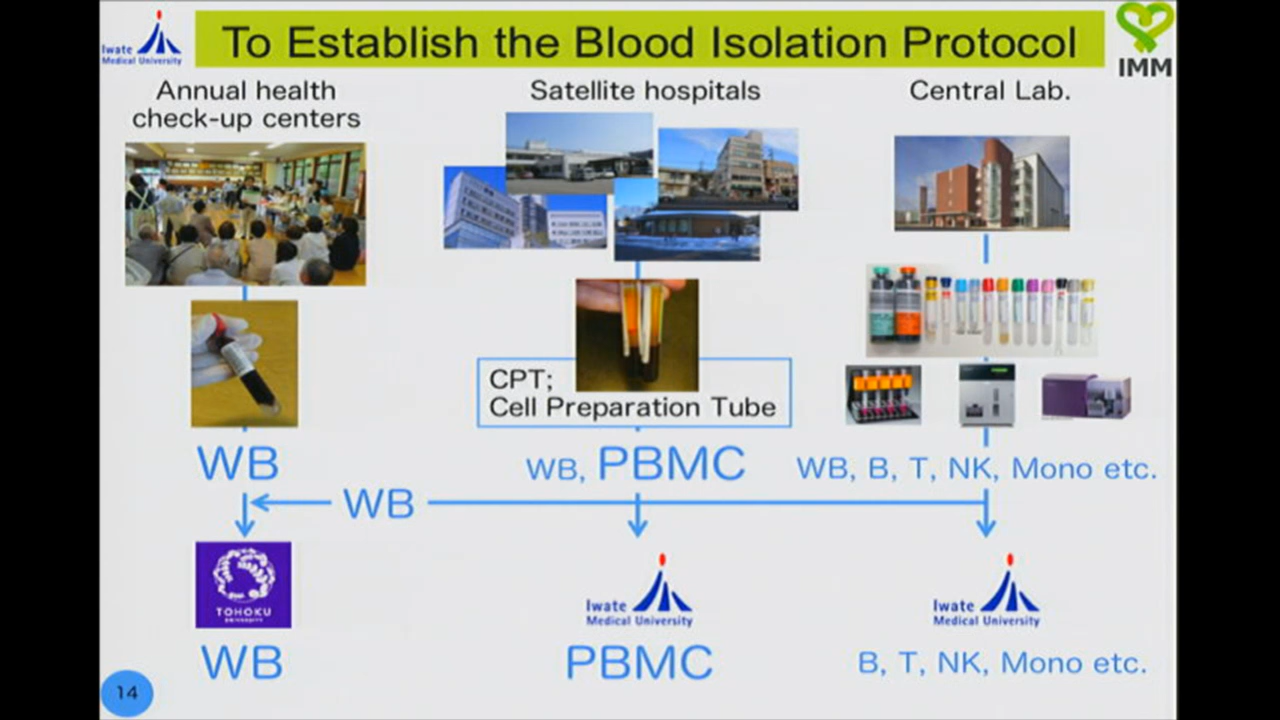 Iwate
Medical University
To Establish the Blood Isolation Protocol
IMM
Annual health
check-up centers
Satellite hospitals
Central Lab.
CPT;
Cell Preparation Tube
WB
WB, PBMC
WB, B, T, NK, Mono etc.
WB
TOHOKU
UNIVERSITY
Iwate
Medical University
Iwate
Medical University
WB
PBMC
B, T, NK, Mono etc.
14